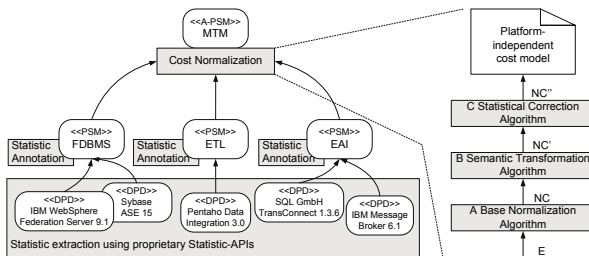 <<A-PSM>>
MTM
Cost Normalization
<<PSM>>
FDBMS
Statistic
Annotation
<<PSM>>
ETL
Statistic
Annotation
<<PSM>>
EAI
Statistic
Annotation
<<DPD>>
IBM WebSphere
Federation Server 9.1
<<DPD>>
Sybase
ASE 15
<<DPD>>
Pentaho Data
Integration 3.0
<<DPD>>
SQL GmbH
TransConnect 1.3.6
<<DPD>>
IBM Message
Broker 6.1
Statistic extraction using proprietary Statistic-APIs
Platform-
independent
cost model
NC''
C Statistical Correction
Algorithm
NC'
B Semantic Transformation
Algorithm
NC
A Base Normalization
Algorithm
E